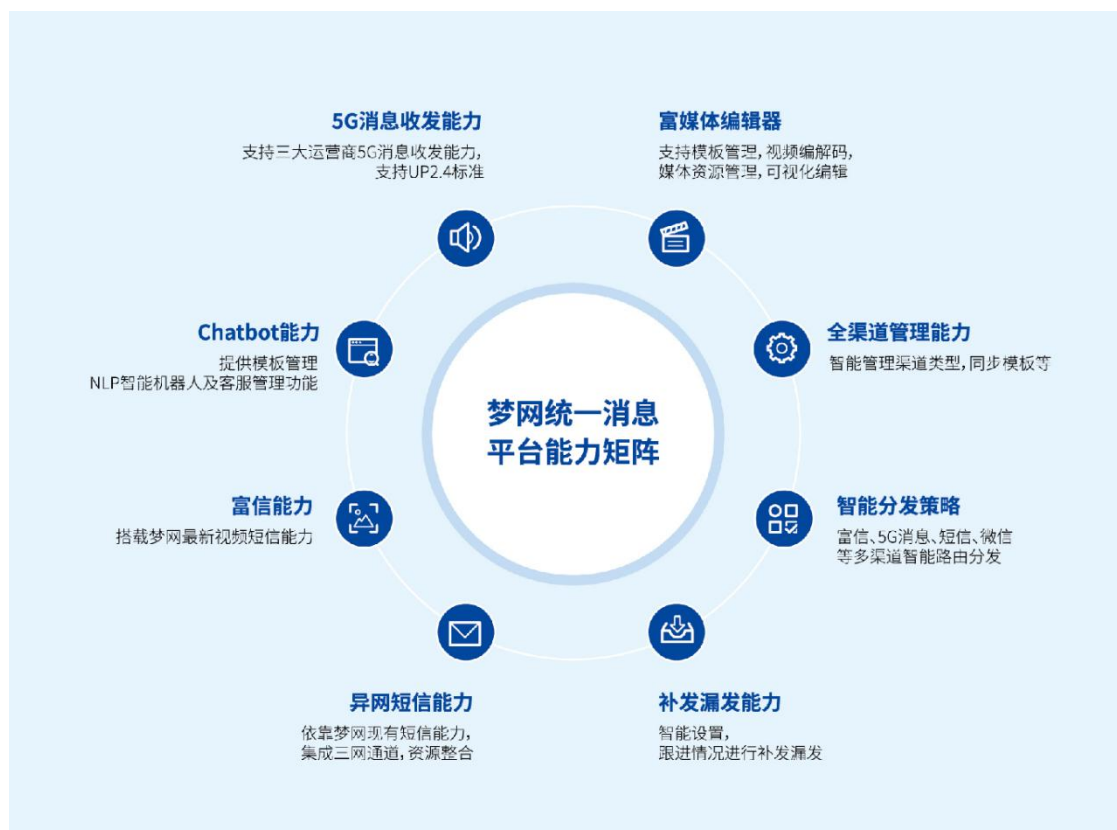 5G消息收发能力
支持三大运营商5G消息收发能力,
支持UP2.4标准
富媒体编辑器
支持模板管理,视频编解码,
媒体资源管理,可视化编辑
Chatbot能力
提供模板管理
NLP智能机器人及客服管理功能
全渠道管理能力
智能管理渠道类型,同步模板等
梦网统一消息
平台能力矩阵
富信能力
搭载梦网最新视频短信能力
智能分发策略
富信、5G消息、短信、微信
等多渠道智能路由分发
异网短信能力
依靠梦网现有短信能力,
集成三网通道,资源整合
补发漏发能力
智能设置,
跟进情况进行补发漏发